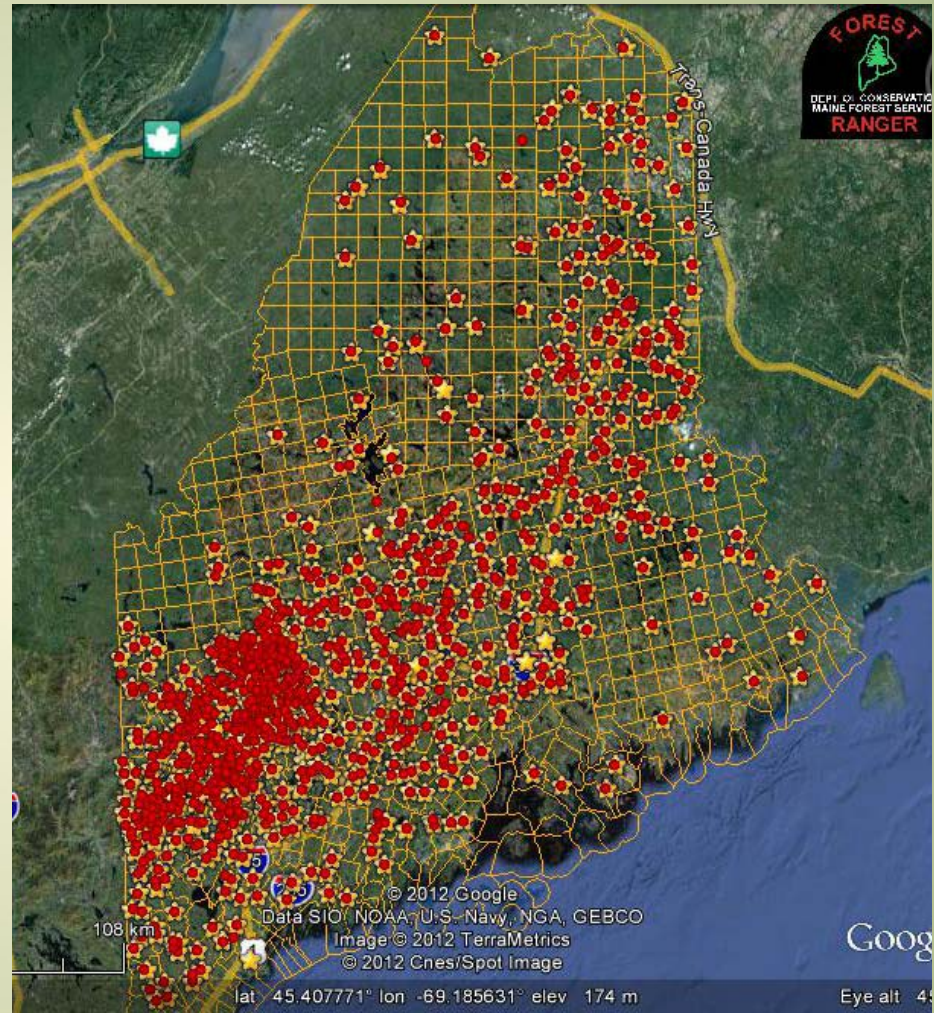 FOREST
DEPT OF CONSERVATIO
MAINE FOREST SERVIC
RANGER
Trans-Canada Hwy
108 km
© 2012 Google
Data SIO, NOAA, U.S. Navy, NGA, GEBCO
Image © 2012 TerraMetrics
© 2012 Cnes/Spot Image
Goog
lat 45.407771° lon -69.185631° elev 174 m
Eye alt